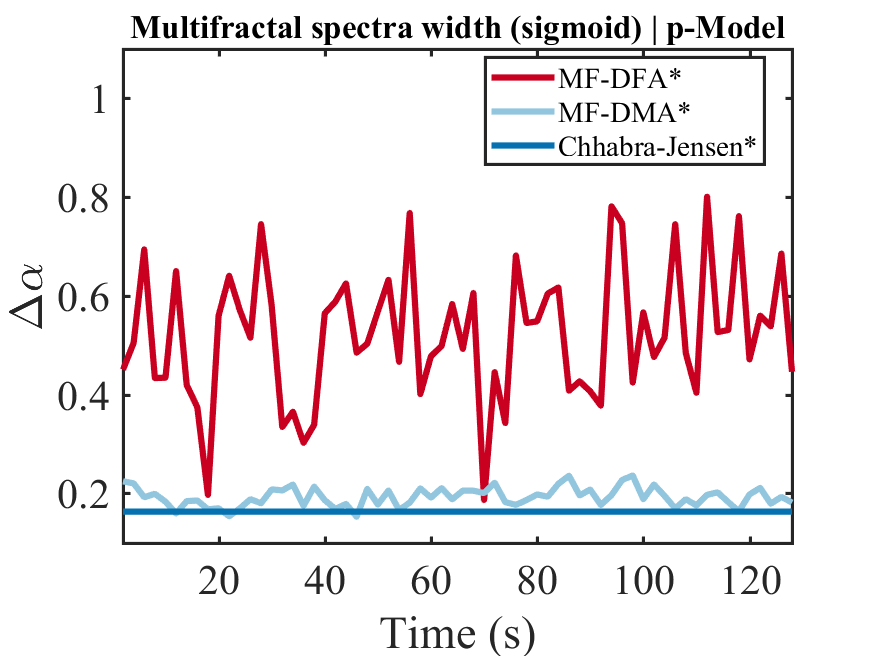 Multifractal spectra width (sigmoid) | p-Model
MF-DFA*
MF-DMA*
Chhabra-Jensen*
1
0.8
0.6
0.4
0.2
Δα
20 40 60 80 100 120
Time (s)